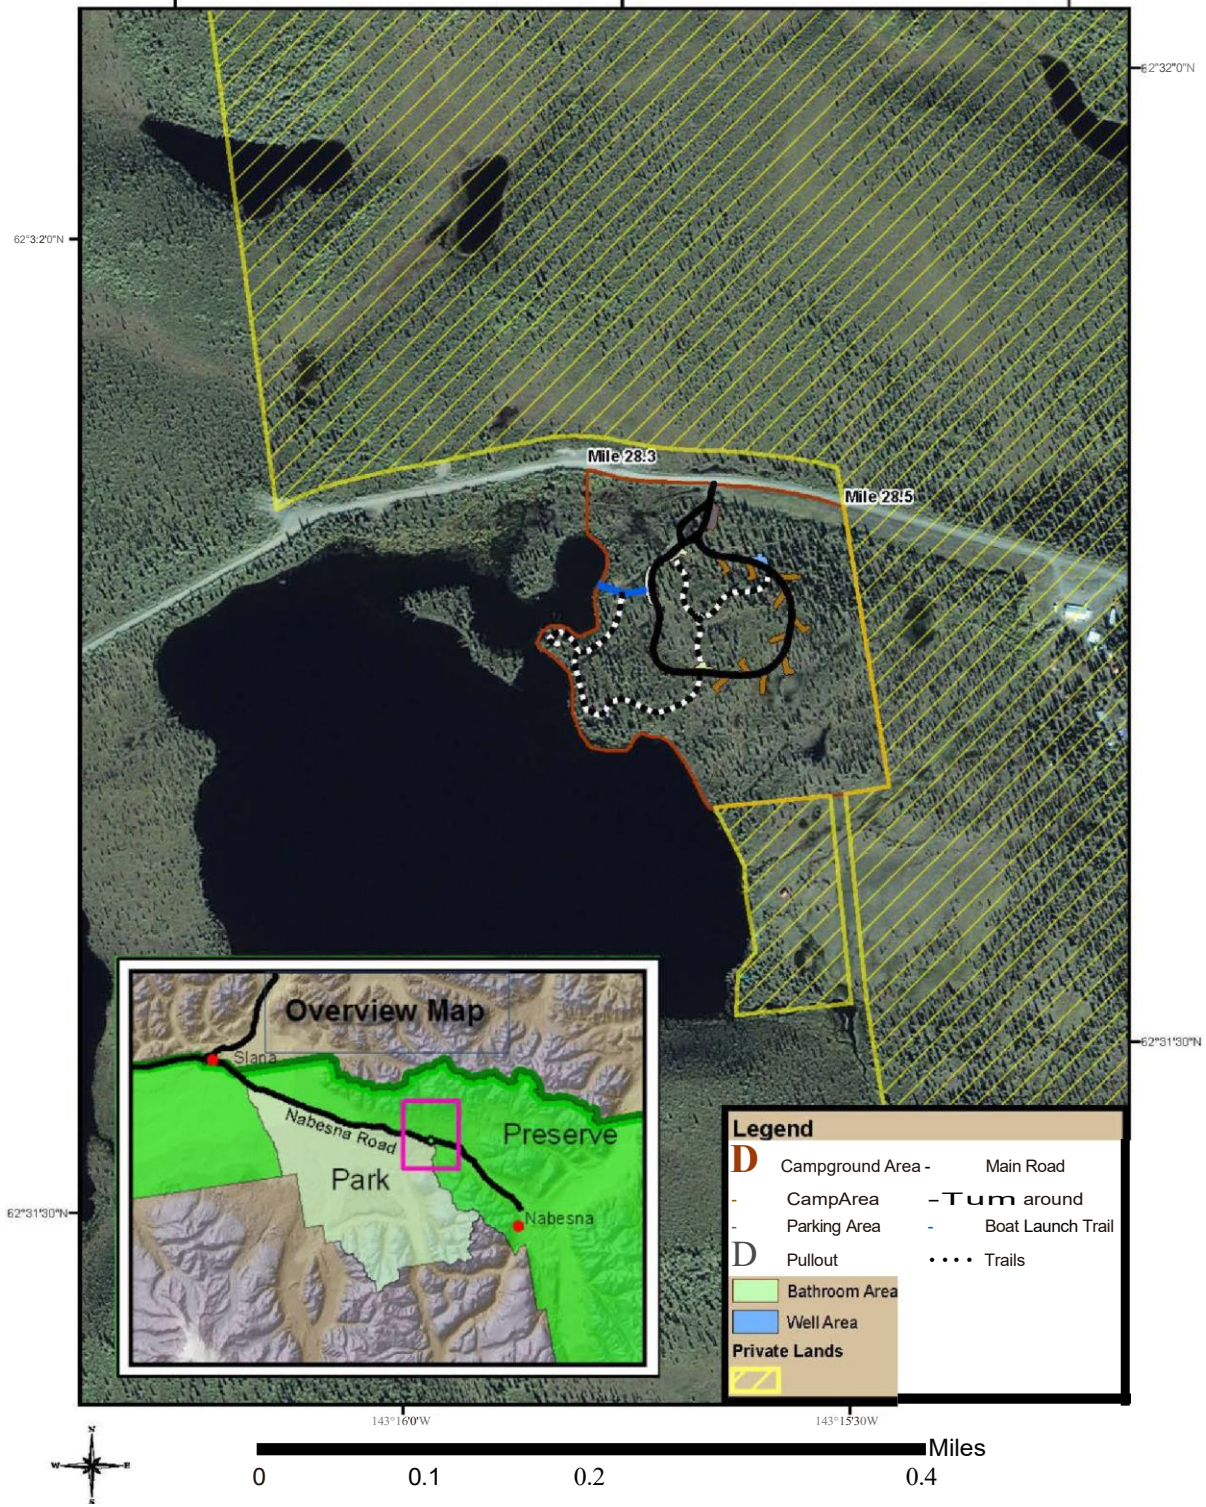 62°32'0"N
62°3:2'0"N
Mile 28.3
Mile 28.5
Overview Map
Slana
Nabesna Road
Preserve
Park
Nabesna
62°31'30"N
62°31'30"N
Legend
D Campground Area - Main Road
- CampArea –Tum around
- Parking Area - Boat Launch Trail
D Pullout •••• Trails
Bathroom Area
Well Area
Private Lands
143°16'0'W
143°15'30W
N
W E
S
Miles
0 0.1 0.2 0.4